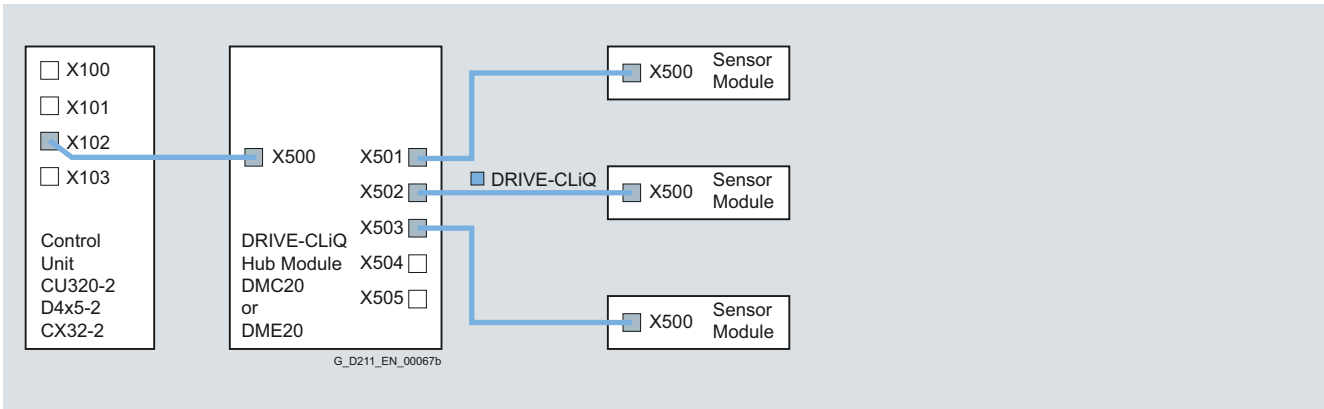 X100
X101
X102
X103
Control
Unit
CU320-2
D4x5-2
CX32-2
X500
X501
X502
X503
X504
X505
DRIVE-CLiQ
Hub Module
DMC20
or
DME20
G_D211_EN_00067b
DRIVE-CLiQ
X500
Sensor
Module
X500
Sensor
Module
X500
Sensor
Module